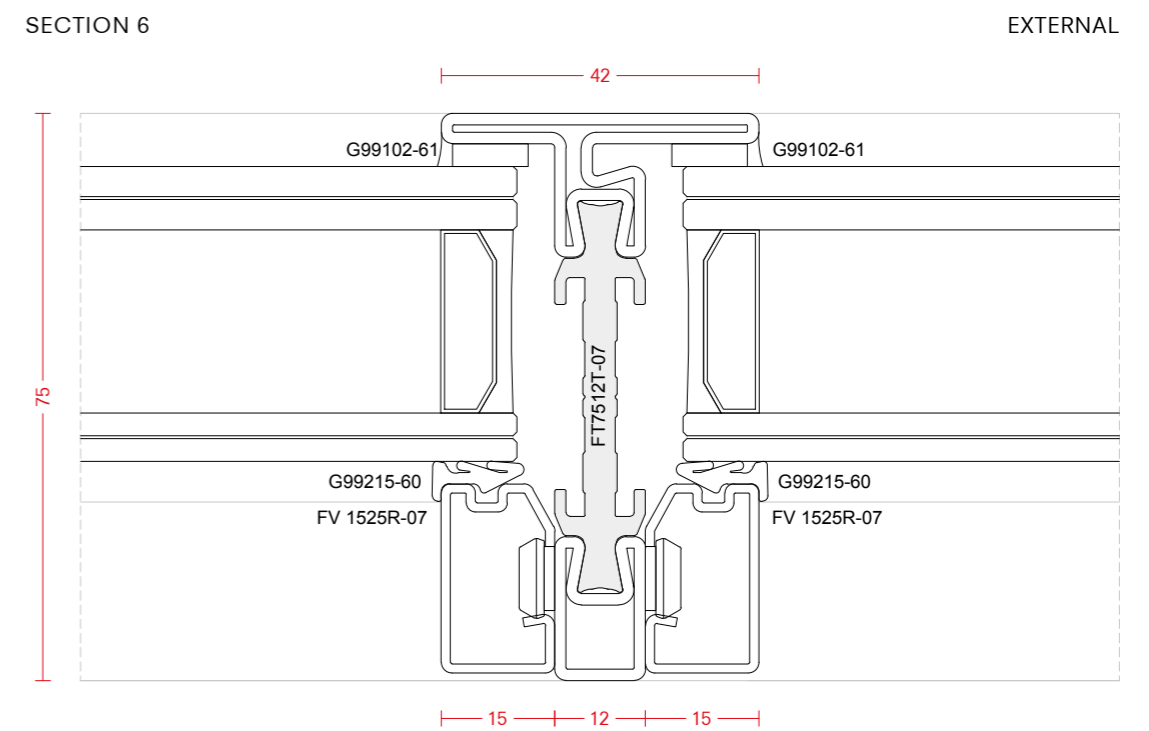 SECTION 6
EXTERNAL
42
G99102-61
G99102-61
75
FT7512T-07
G99215-60
G99215-60
FV 1525R-07
FV 1525R-07
15
12
15